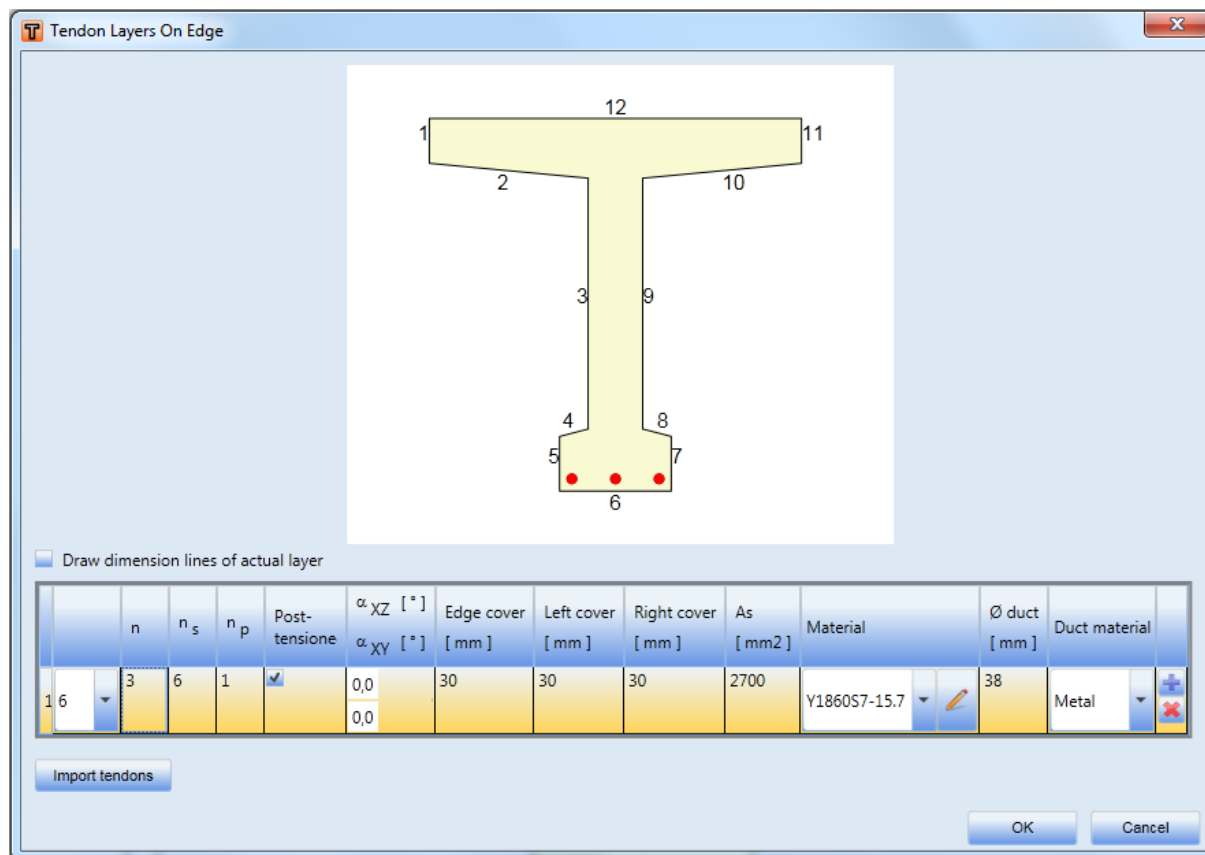 Tendon Layers On Edge
12
1
11
2
10
3
9
4
8
5
7
6
Draw dimension lines of actual layer
n
n s
n p
Post-
tensione
α XZ [°]
α XY [°]
Edge cover
[ mm ]
Left cover
[ mm ]
Right cover
[ mm ]
As
[ mm2 ]
Material
Ø duct
[ mm ]
Duct material
1
6
3
6
1
0,0
0,0
30
30
30
2700
Y1860S7-15.7
38
Metal
Import tendons
OK
Cancel